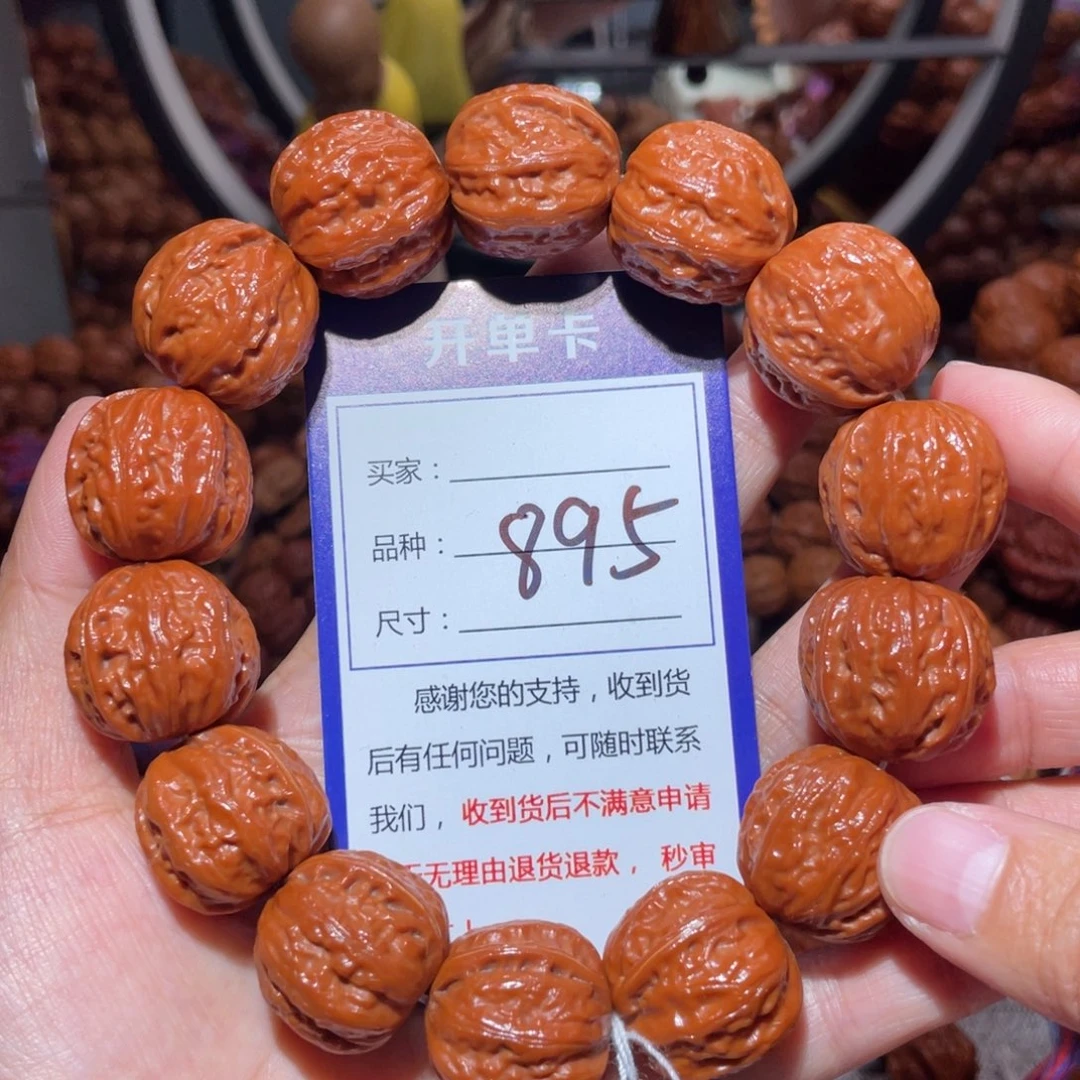 开单卡
买家：
品种：895
尺寸：
感谢您的支持，收到货
后有任何问题，可随时联系
我们，收到货后不满意申请
无理由退货退款，秒审